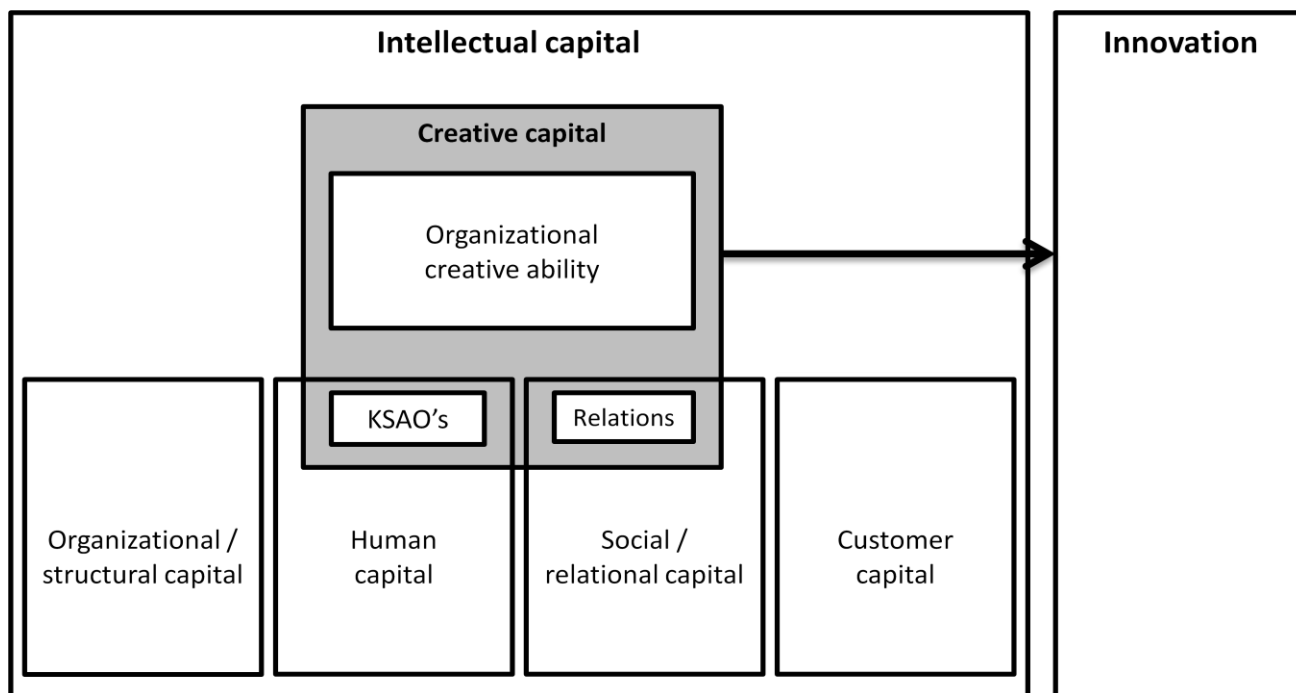 Intellectual capital
Innovation
Creative capital
Organizational
creative ability
KSAO’s
Relations
Organizational /
structural capital
Human
capital
Social /
relational capital
Customer
capital